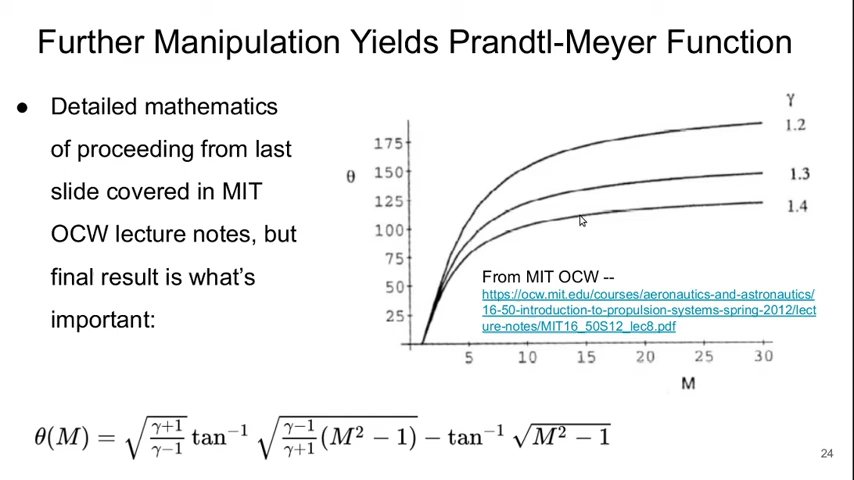 Further Manipulation Yields Prandtl-Meyer Function
● Detailed mathematics
of proceeding from last
slide covered in MIT
OCW lecture notes, but
final result is what's
important:
γ
1.2
1.3
1.4
θ
175
150
125
100
75
50
25
5 10 15 20 25 30
M
From MIT OCW --
https://ocw.mit.edu/courses/aeronautics-and-astronautics/
16-50-introduction-to-propulsion-systems-spring-2012/lect
ure-notes/MIT16_50S12_lec8.pdf
θ(M) = √((γ+1)/(γ−1)) tan⁻¹ √((γ−1)/(γ+1) (M² − 1)) − tan⁻¹ √(M² − 1)
24